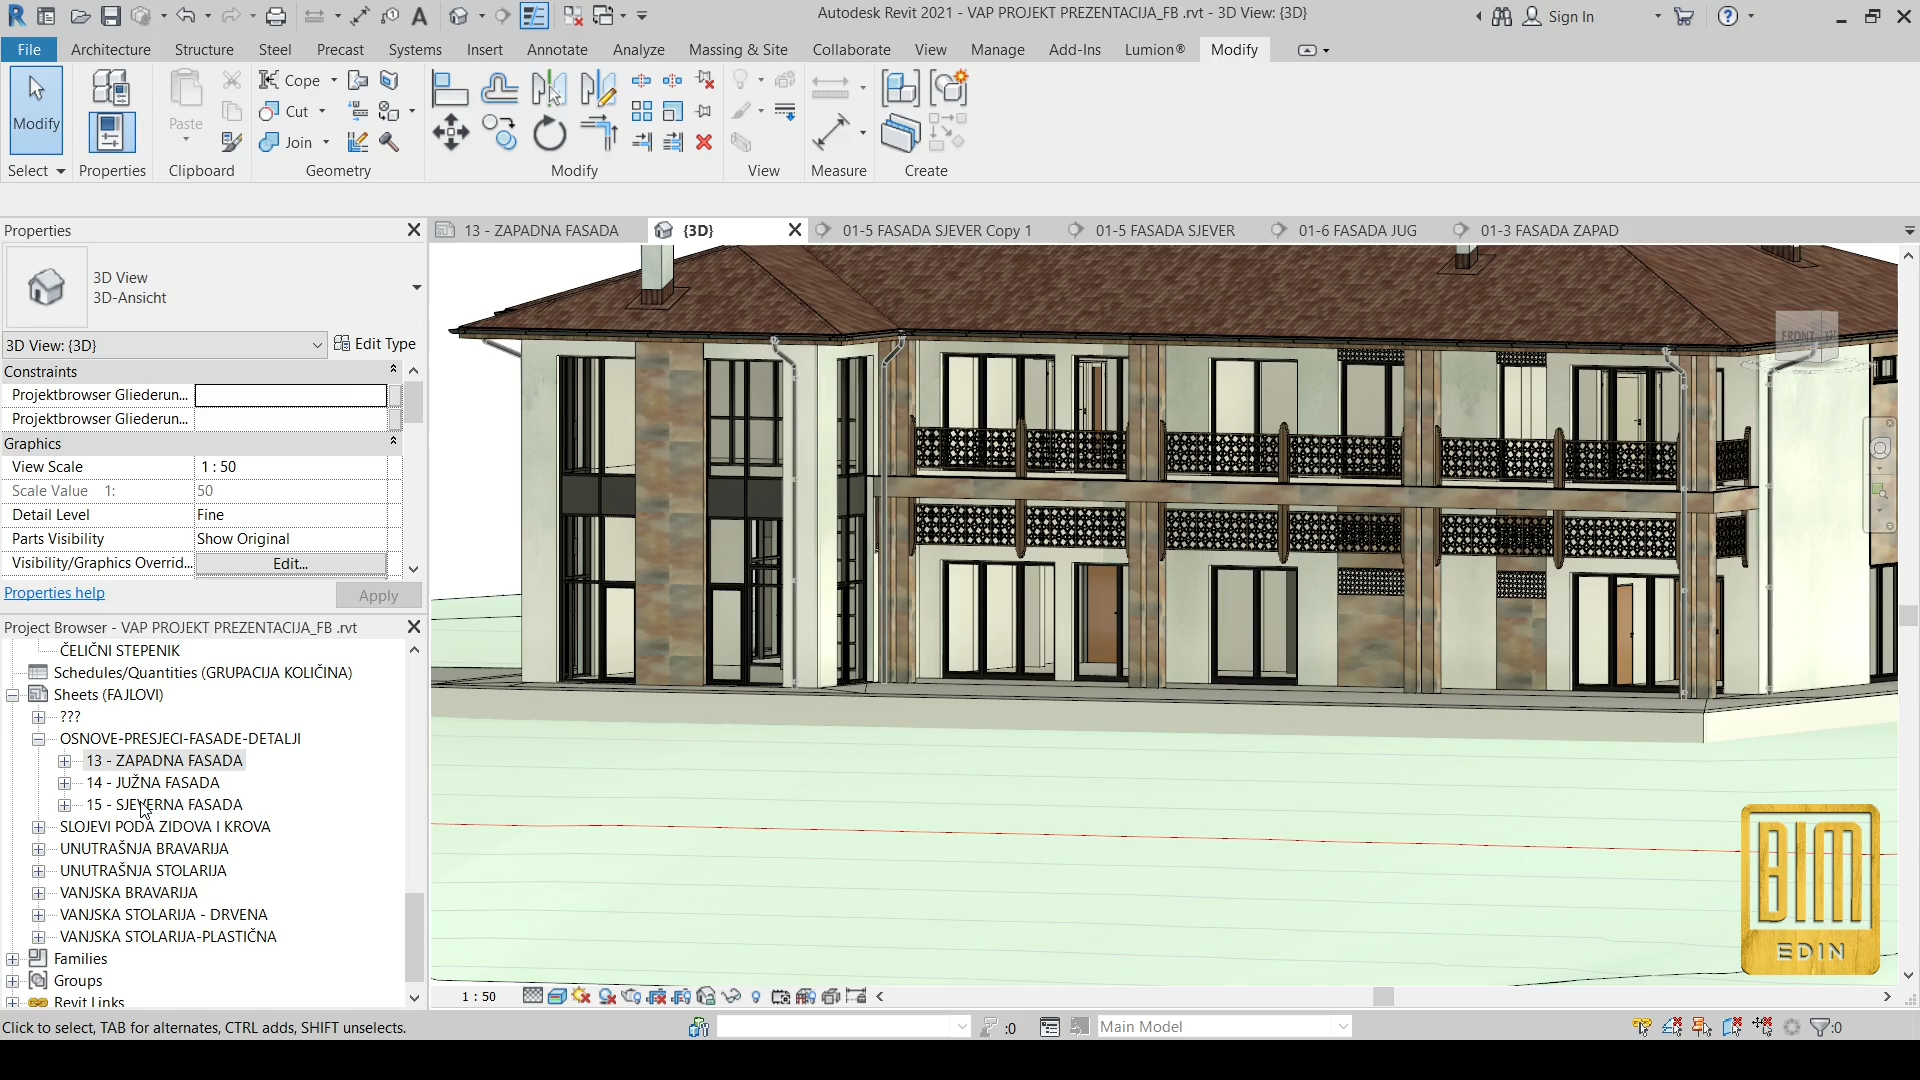 Autodesk Revit 2021 - VAP PROJEKT PREZENTACIJA_FB .rvt - 3D View: {3D}
Sign In
File Architecture Structure Steel Precast Systems Insert Annotate Analyze Massing & Site Collaborate View Manage Add-Ins Lumion® Modify
Modify
Paste
Cope
Cut
Join
Select Properties Clipboard Geometry Modify View Measure Create
Properties
13 - ZAPADNA FASADA
{3D}
01-5 FASADA SJEVER Copy 1
01-5 FASADA SJEVER
01-6 FASADA JUG
01-3 FASADA ZAPAD
3D View
3D-Ansicht
3D View: {3D}
Edit Type
Constraints
Projektbrowser Gliederun...
Projektbrowser Gliederun...
Graphics
View Scale 1 : 50
Scale Value 1: 50
Detail Level Fine
Parts Visibility Show Original
Visibility/Graphics Overrid... Edit...
Properties help
Apply
Project Browser - VAP PROJEKT PREZENTACIJA_FB .rvt
ČELIČNI STEPENIK
Schedules/Quantities (GRUPACIJA KOLIČINA)
Sheets (FAJLOVI)
???
OSNOVE-PRESJECI-FASADE-DETALJI
13 - ZAPADNA FASADA
14 - JUŽNA FASADA
15 - SJEVERNA FASADA
SLOJEVI PODA ZIDOVA I KROVA
UNUTRAŠNJA BRAVARIJA
UNUTRAŠNJA STOLARIJA
VANJSKA BRAVARIJA
VANJSKA STOLARIJA - DRVENA
VANJSKA STOLARIJA-PLASTIČNA
Families
Groups
Revit Links
FRONT
BIM
EDIN
1 : 50
Click to select, TAB for alternates, CTRL adds, SHIFT unselects.
:0
Main Model
:0